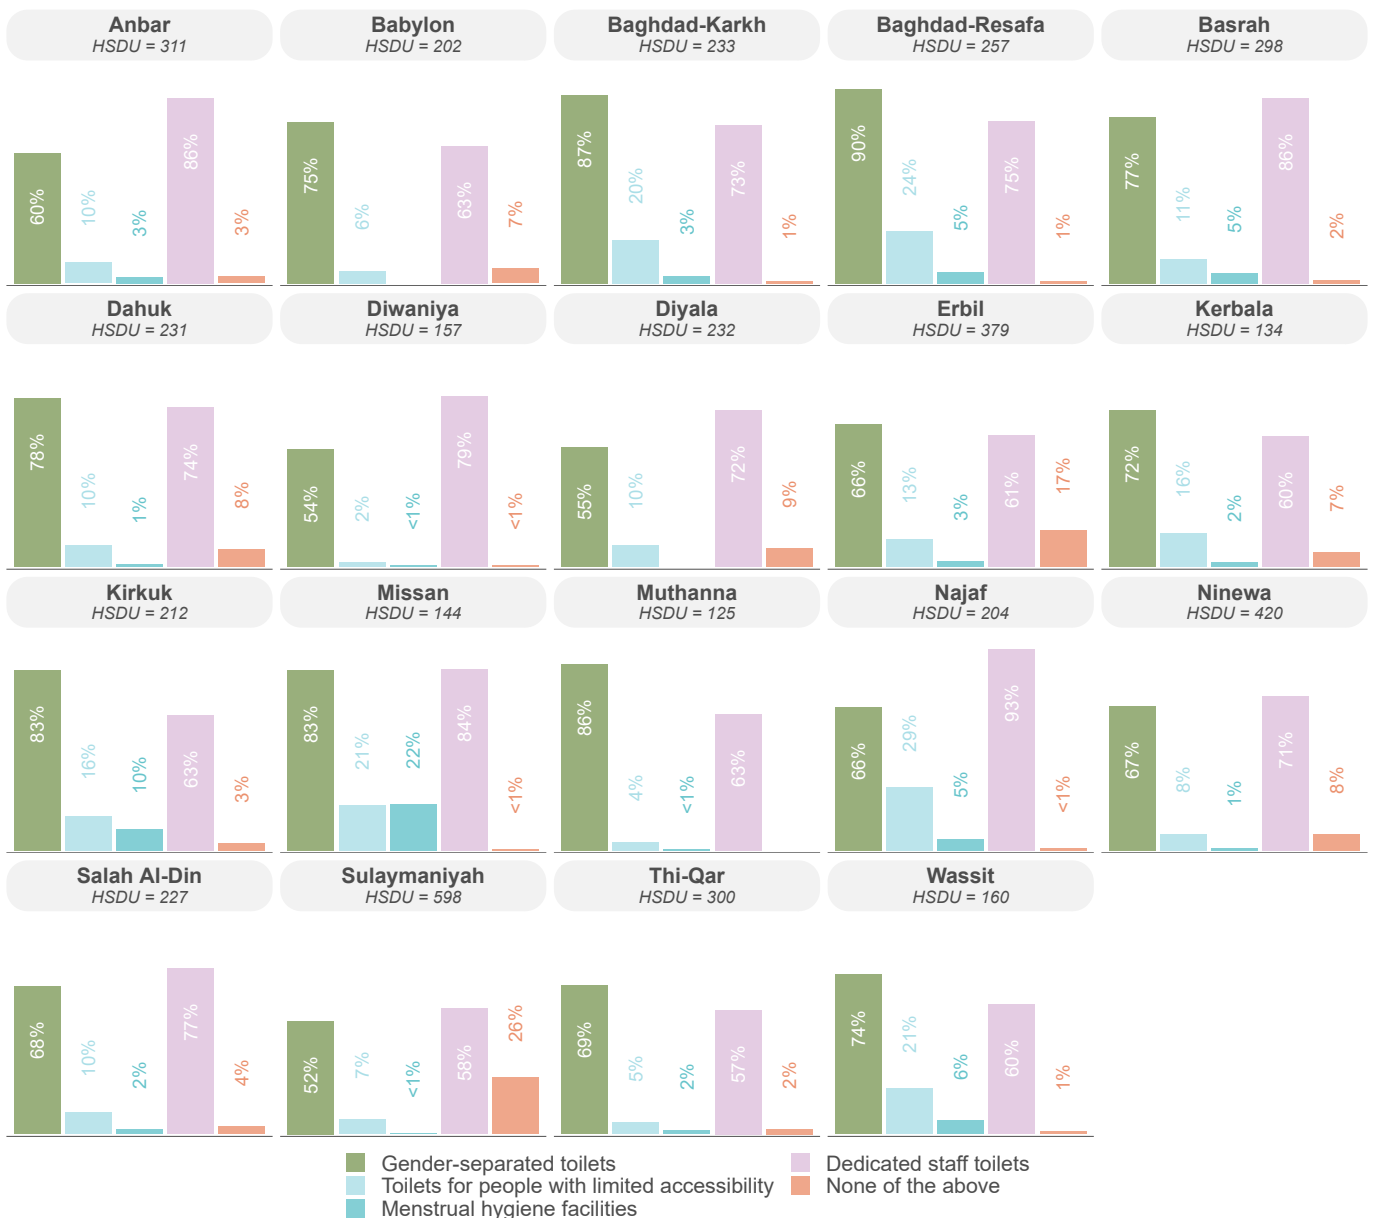 Anbar
HSDU = 311
Babylon
HSDU = 202
Baghdad-Karkh
HSDU = 233
Baghdad-Resafa
HSDU = 257
Basrah
HSDU = 298
60%
10%
3%
86%
3%
75%
6%
63%
7%
87%
20%
3%
73%
1%
90%
24%
5%
75%
1%
77%
11%
5%
86%
2%
Dahuk
HSDU = 231
Diwaniya
HSDU = 157
Diyala
HSDU = 232
Erbil
HSDU = 379
Kerbala
HSDU = 134
78%
10%
1%
74%
8%
54%
2%
<1%
79%
<1%
55%
10%
72%
9%
66%
13%
3%
61%
17%
72%
16%
2%
60%
7%
Kirkuk
HSDU = 212
Missan
HSDU = 144
Muthanna
HSDU = 125
Najaf
HSDU = 204
Ninewa
HSDU = 420
83%
16%
10%
63%
3%
83%
21%
22%
84%
<1%
86%
4%
<1%
63%
66%
29%
5%
93%
<1%
67%
8%
1%
71%
8%
Salah Al-Din
HSDU = 227
Sulaymaniyah
HSDU = 598
Thi-Qar
HSDU = 300
Wassit
HSDU = 160
68%
10%
2%
77%
4%
52%
7%
<1%
58%
26%
69%
5%
2%
57%
2%
74%
21%
6%
60%
1%
Gender-separated toilets
Toilets for people with limited accessibility
Menstrual hygiene facilities
Dedicated staff toilets
None of the above